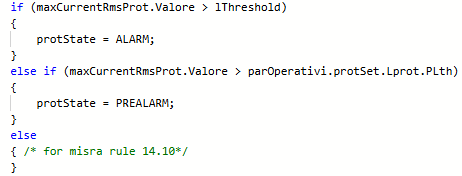 if (maxCurrentRmsProt.Valore > lThreshold)
{
    protState = ALARM;
}
else if (maxCurrentRmsProt.Valore > parOperativi.protSet.Lprot.PLth)
{
    protState = PREALARM;
}
else
{ /* for misra rule 14.10*/
}